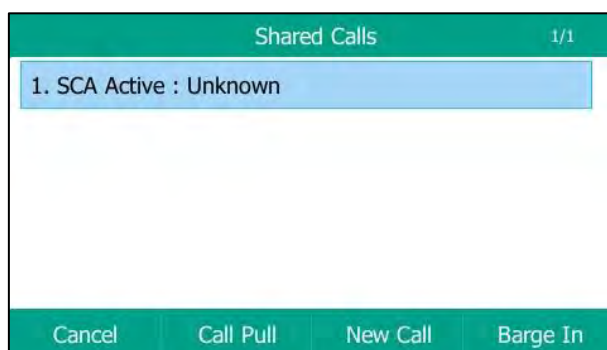 Shared Calls 1/1
1. SCA Active : Unknown
Cancel Call Pull New Call Barge In